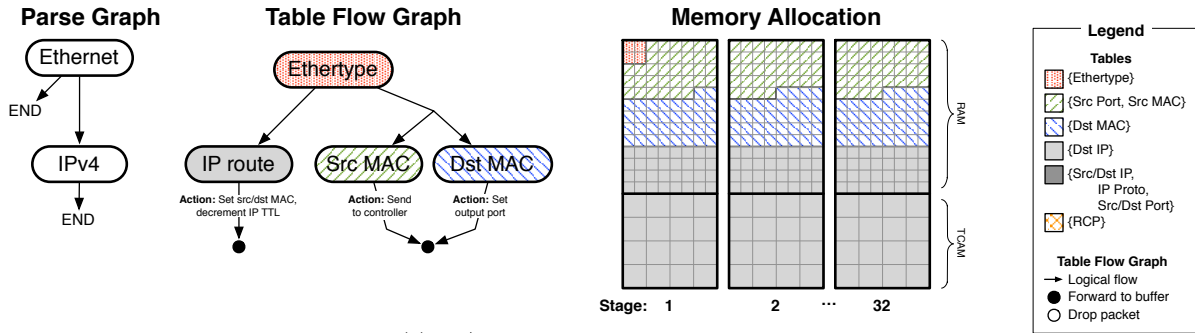 Parse Graph
Ethernet
END
IPv4
END
Table Flow Graph
Ethertype
IP route
Src MAC
Dst MAC
Action: Set src/dst MAC,
decrement IP TTL
Action: Send
to controller
Action: Set
output port
Memory Allocation
RAM
TCAM
Stage: 1 2 ··· 32
Legend
Tables
{Ethertype}
{Src Port, Src MAC}
{Dst MAC}
{Dst IP}
{Src/Dst IP,
IP Proto,
Src/Dst Port}
{RCP}
Table Flow Graph
Logical flow
Forward to buffer
Drop packet